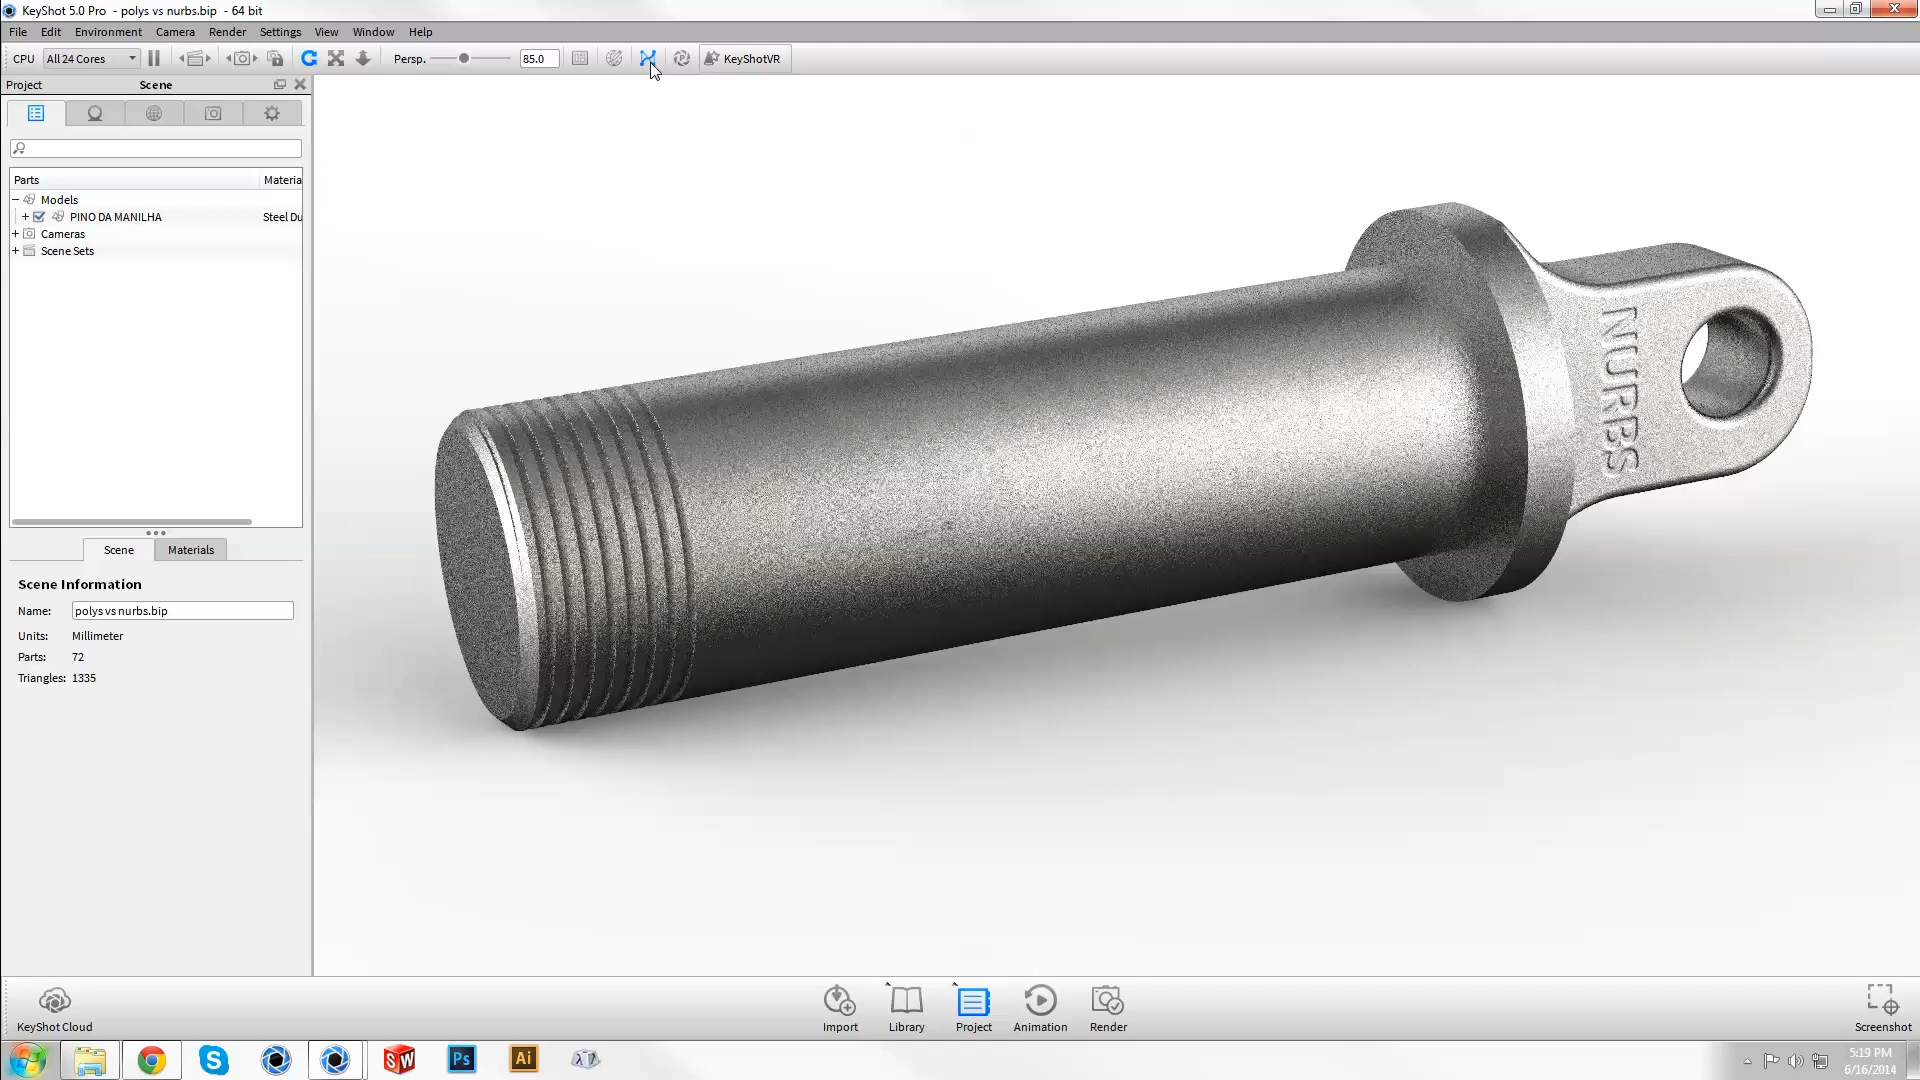 KeyShot 5.0 Pro - polys vs nurbs.bip - 64 bit
File Edit Environment Camera Render Settings View Window Help
CPU All 24 Cores Persp. 85.0 KeyShotVR
Project Scene
Parts Materia
Models
PINO DA MANILHA Steel Du
Cameras
Scene Sets
Scene Materials
Scene Information
Name: polys vs nurbs.bip
Units: Millimeter
Parts: 72
Triangles: 1335
NURBS
KeyShot Cloud Import Library Project Animation Render Screenshot
S SW Ps Ai
5:19 PM
6/16/2014